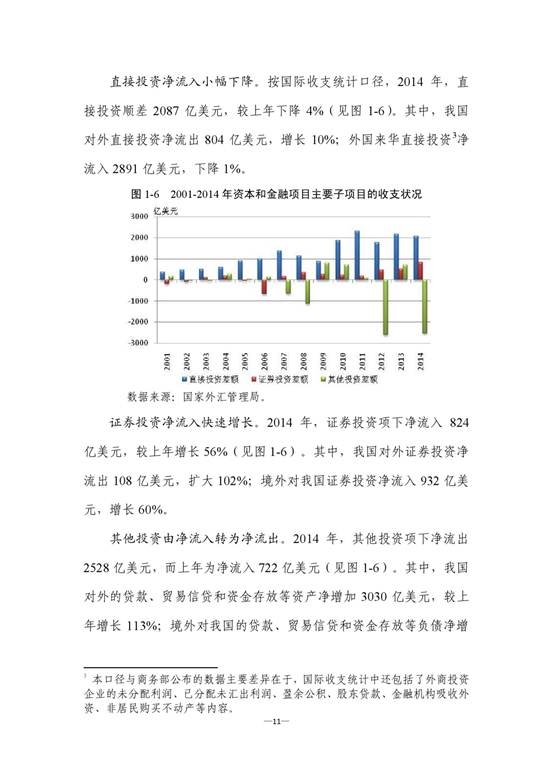 直接投资净流入小幅下降。按国际收支统计口径，2014 年，直
接投资顺差 2087 亿美元，较上年下降 4%（见图 1-6）。其中，我国
对外直接投资净流出 804 亿美元，增长 10%；外国来华直接投资3净
流入 2891 亿美元，下降 1%。
图 1-6 2001-2014 年资本和金融项目主要子项目的收支状况
亿美元
3000
2000
1000
0
-1000
-2000
-3000
2001 2002 2003 2004 2005 2006 2007 2008 2009 2010 2011 2012 2013 2014
直接投资差额 证券投资差额 其他投资差额
数据来源：国家外汇管理局。
证券投资净流入快速增长。2014 年，证券投资项下净流入 824
亿美元，较上年增长 56%（见图 1-6）。其中，我国对外证券投资净
流出 108 亿美元，扩大 102%；境外对我国证券投资净流入 932 亿美
元，增长 60%。
其他投资由净流入转为净流出。2014 年，其他投资项下净流出
2528 亿美元，而上年为净流入 722 亿美元（见图 1-6）。其中，我国
对外的贷款、贸易信贷和资金存放等资产净增加 3030 亿美元，较上
年增长 113%；境外对我国的贷款、贸易信贷和资金存放等负债净增
3 本口径与商务部公布的数据主要差异在于，国际收支统计中还包括了外商投资
企业的未分配利润、已分配未汇出利润、盈余公积、股东贷款、金融机构吸收外
资、非居民购买不动产等内容。
—11—